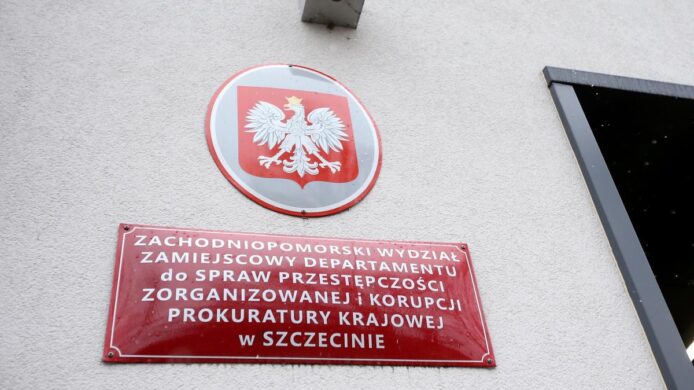 ZACHODNIOPOMORSKI WYDZIAŁ
ZAMIEJSCOWY DEPARTAMENTU
do SPRAW PRZESTĘPCZOŚCI
ZORGANIZOWANEJ i KORUPCJI
PROKURATURY KRAJOWEJ
w SZCZECINIE